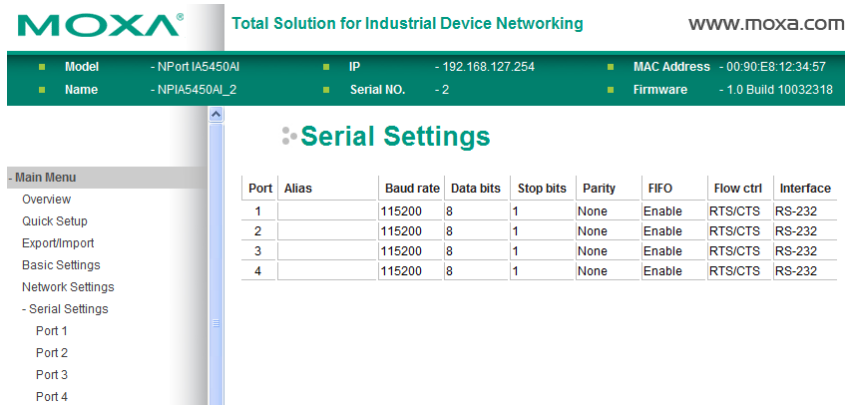 MOXA® Total Solution for Industrial Device Networking www.moxa.com
Model - NPort IA5450AI IP - 192.168.127.254 MAC Address - 00:90:E8:12:34:57
Name - NPIA5450AI_2 Serial NO. - 2 Firmware - 1.0 Build 10032318
Serial Settings
- Main Menu
Overview
Quick Setup
Export/Import
Basic Settings
Network Settings
- Serial Settings
Port 1
Port 2
Port 3
Port 4
Port Alias Baud rate Data bits Stop bits Parity FIFO Flow ctrl Interface
1 115200 8 1 None Enable RTS/CTS RS-232
2 115200 8 1 None Enable RTS/CTS RS-232
3 115200 8 1 None Enable RTS/CTS RS-232
4 115200 8 1 None Enable RTS/CTS RS-232